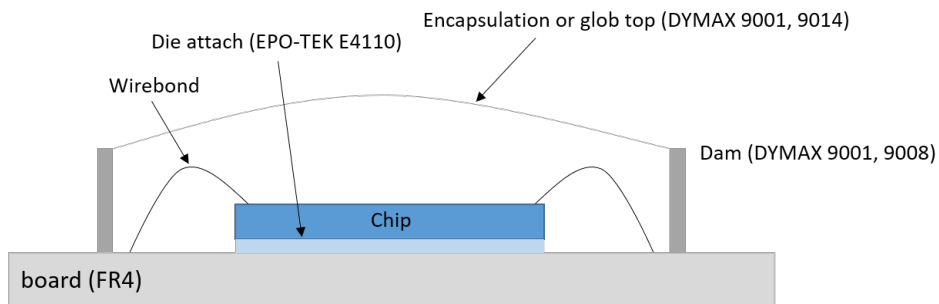 Encapsulation or glob top (DYMAX 9001, 9014)
Die attach (EPO-TEK E4110)
Wirebond
Dam (DYMAX 9001, 9008)
Chip
board (FR4)